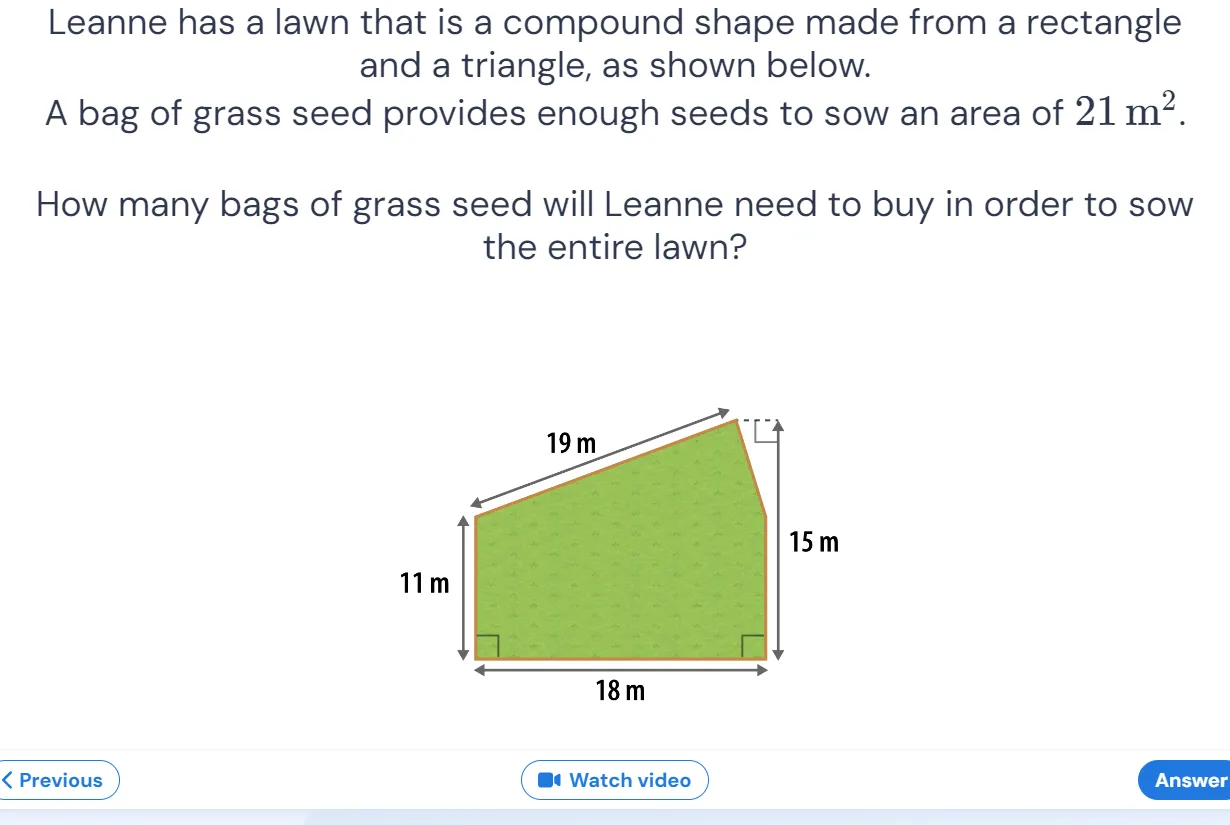 Leanne has a lawn that is a compound shape made from a rectangle
and a triangle, as shown below.
A bag of grass seed provides enough seeds to sow an area of 21 m².
How many bags of grass seed will Leanne need to buy in order to sow
the entire lawn?
19 m
15 m
11 m
18 m
Previous
Watch video
Answer